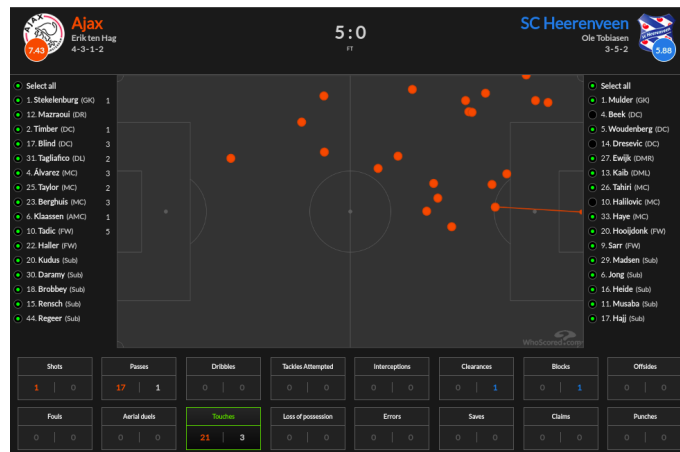 Ajax
Erik ten Hag
4-3-1-2
7.43
5 : 0
FT
SC Heerenveen
Ole Tobiasen
3-5-2
5.88
Select all
1. Stekelenburg (GK) 1
12. Mazraoui (DR)
2. Timber (DC) 1
17. Blind (DC) 3
31. Tagliafico (DL) 2
4. Álvarez (MC) 3
25. Taylor (MC) 2
23. Berghuis (MC) 3
6. Klaassen (AMC) 1
10. Tadic (FW) 5
22. Haller (FW)
20. Kudus (Sub)
30. Daramy (Sub)
18. Brobbey (Sub)
15. Rensch (Sub)
44. Regeer (Sub)
Select all
1. Mulder (GK)
4. Beek (DC)
5. Woudenberg (DC)
14. Dresevic (DC)
27. Ewijk (DMR)
13. Kaib (DML)
26. Tahiri (MC)
10. Halilovic (MC)
33. Haye (MC)
20. Hooijdonk (FW)
9. Sarr (FW)
29. Madsen (Sub)
6. Jong (Sub)
16. Heide (Sub)
11. Musaba (Sub)
17. Hajj (Sub)
WhoScored.com
Shots
1 | 0
Passes
17 | 1
Dribbles
0 | 0
Tackles Attempted
0 | 0
Interceptions
0 | 0
Clearances
0 | 1
Blocks
0 | 1
Offsides
0 | 0
Fouls
0 | 0
Aerial duels
0 | 0
Touches
21 | 3
Loss of possession
0 | 0
Errors
0 | 0
Saves
0 | 0
Claims
0 | 0
Punches
0 | 0